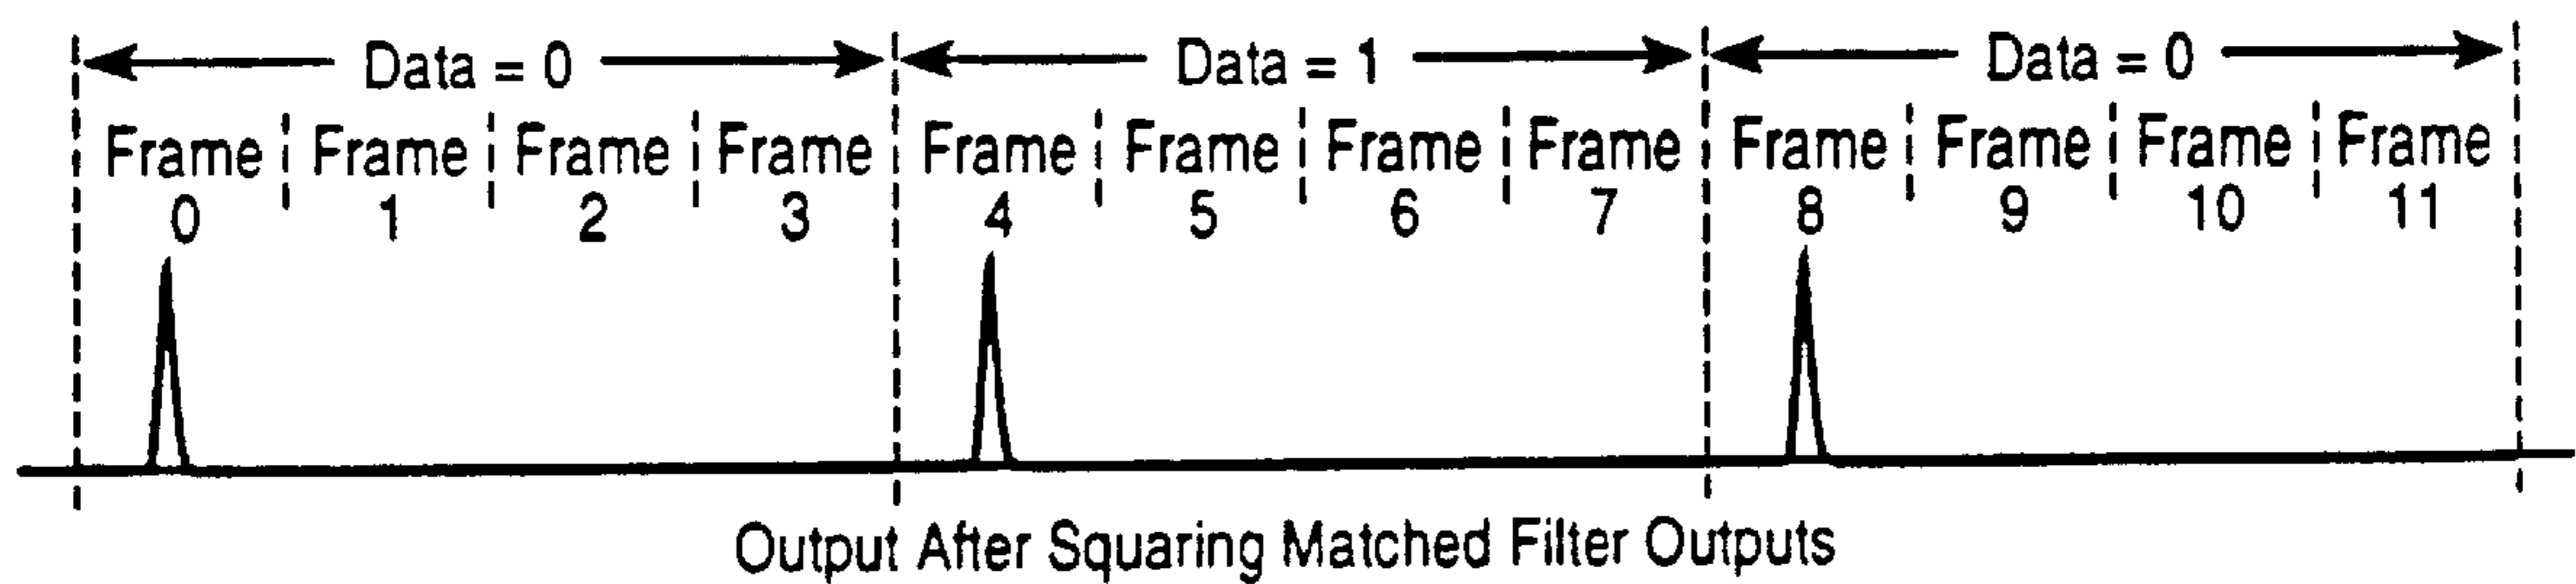 Data = 0 Data = 1 Data = 0
Frame Frame Frame Frame Frame Frame Frame Frame Frame Frame Frame Frame
0 1 2 3 4 5 6 7 8 9 10 11
Output After Squaring Matched Filter Outputs